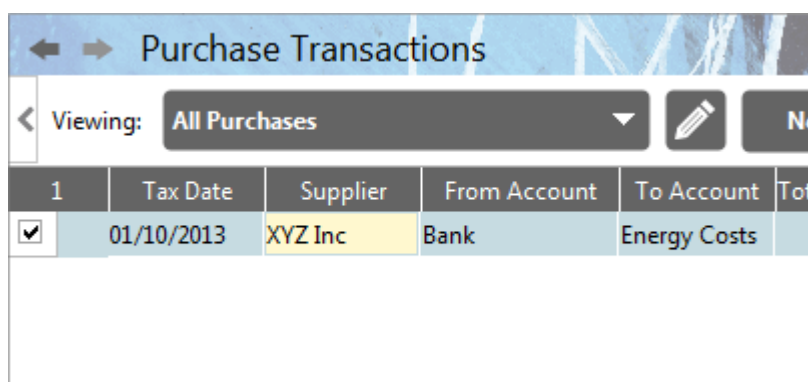 Purchase Transactions
Viewing: All Purchases
1 Tax Date Supplier From Account To Account
01/10/2013 XYZ Inc Bank Energy Costs